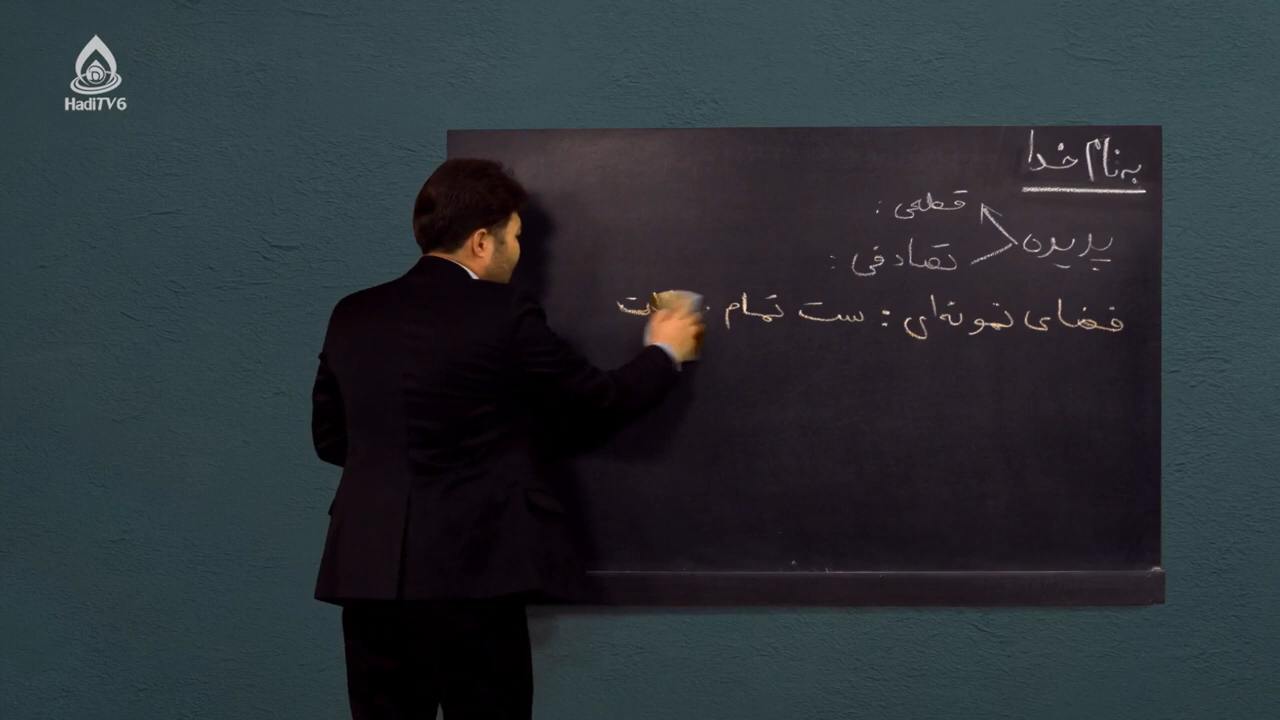 HadiTV6
به نام خدا
قطعی :
پدیده
تصادفی :
فضای نمونه‌ای : ست تمام